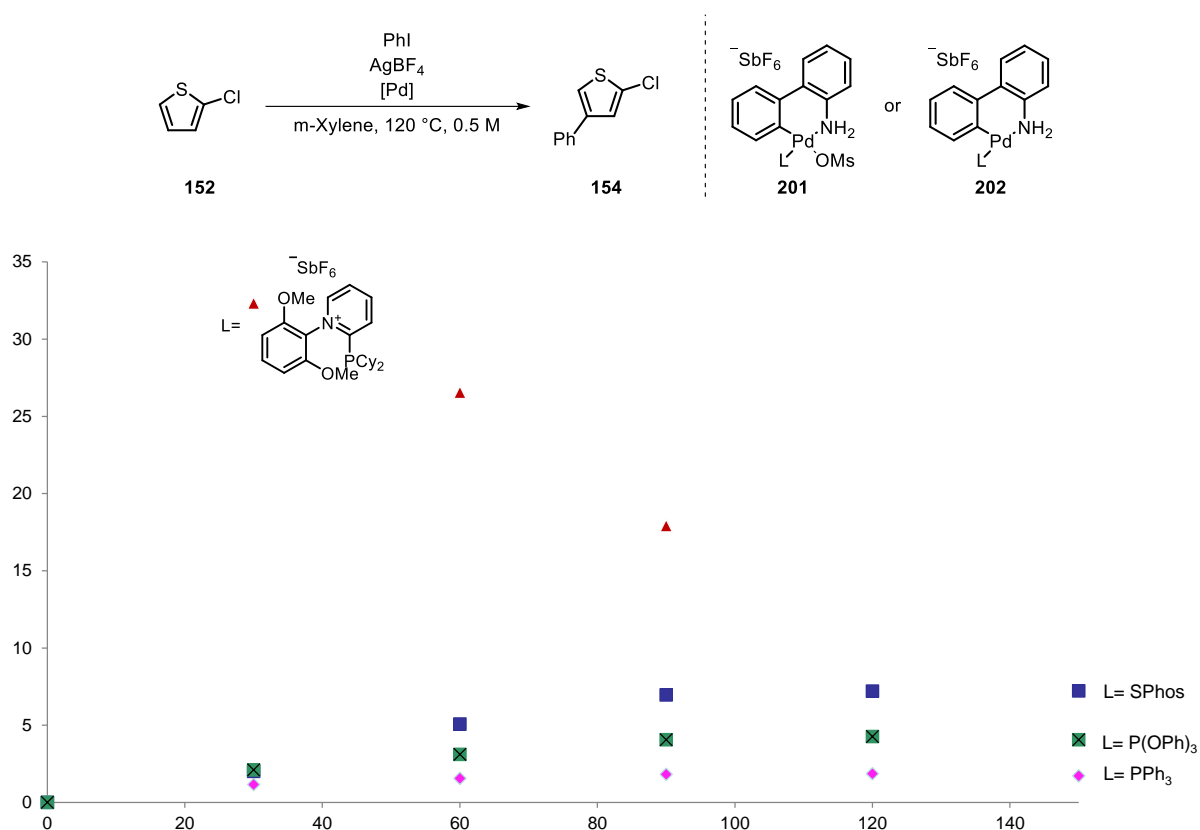 PhI
AgBF4
[Pd]
m-Xylene, 120 °C, 0.5 M
S
Cl
152
S
Cl
Ph
154
−SbF6
Pd
NH2
L
OMs
201
or
−SbF6
Pd
NH2
L
202
35
30
25
20
15
10
5
0
−SbF6
OMe
N+
L=
PCy2
OMe
L= SPhos
L= P(OPh)3
L= PPh3
0
20
40
60
80
100
120
140